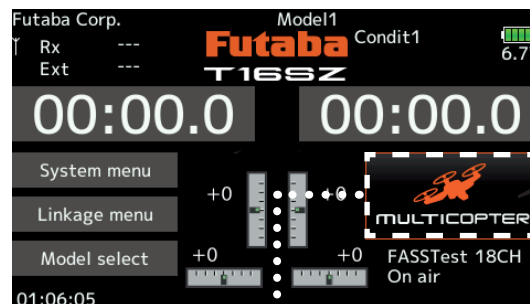 Futaba Corp.
Model1
Rx ---
Ext ---
Futaba
T16SZ
Condit1
6.7
00:00.0
00:00.0
System menu
Linkage menu
Model select
+0
+0
+0
+0
MULTICOPTER
FASSTest 18CH
On air
01:06:05